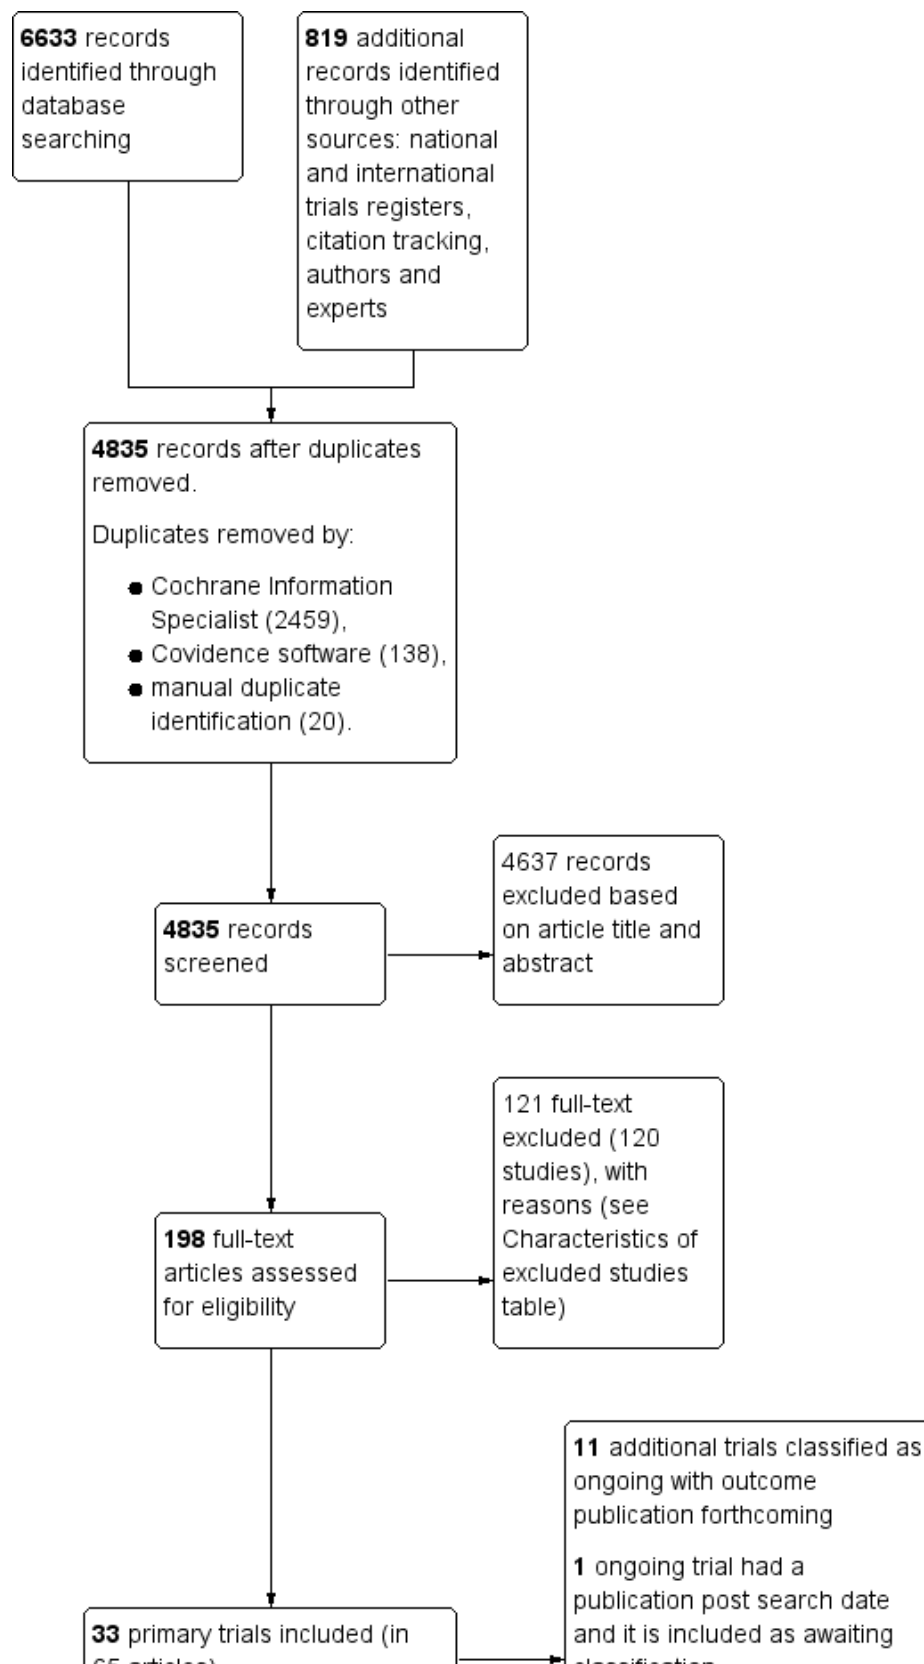 6633 records
identified through
database
searching
819 additional
records identified
through other
sources: national
and international
trials registers,
citation tracking,
authors and
experts
4835 records after duplicates
removed.
Duplicates removed by:
● Cochrane Information
Specialist (2459),
● Covidence software (138),
● manual duplicate
identification (20).
4835 records
screened
4637 records
excluded based
on article title and
abstract
198 full-text
articles assessed
for eligibility
121 full-text
excluded (120
studies), with
reasons (see
Characteristics of
excluded studies
table)
33 primary trials included (in
65 articles)
11 additional trials classified as
ongoing with outcome
publication forthcoming
1 ongoing trial had a
publication post search date
and it is included as awaiting
classification